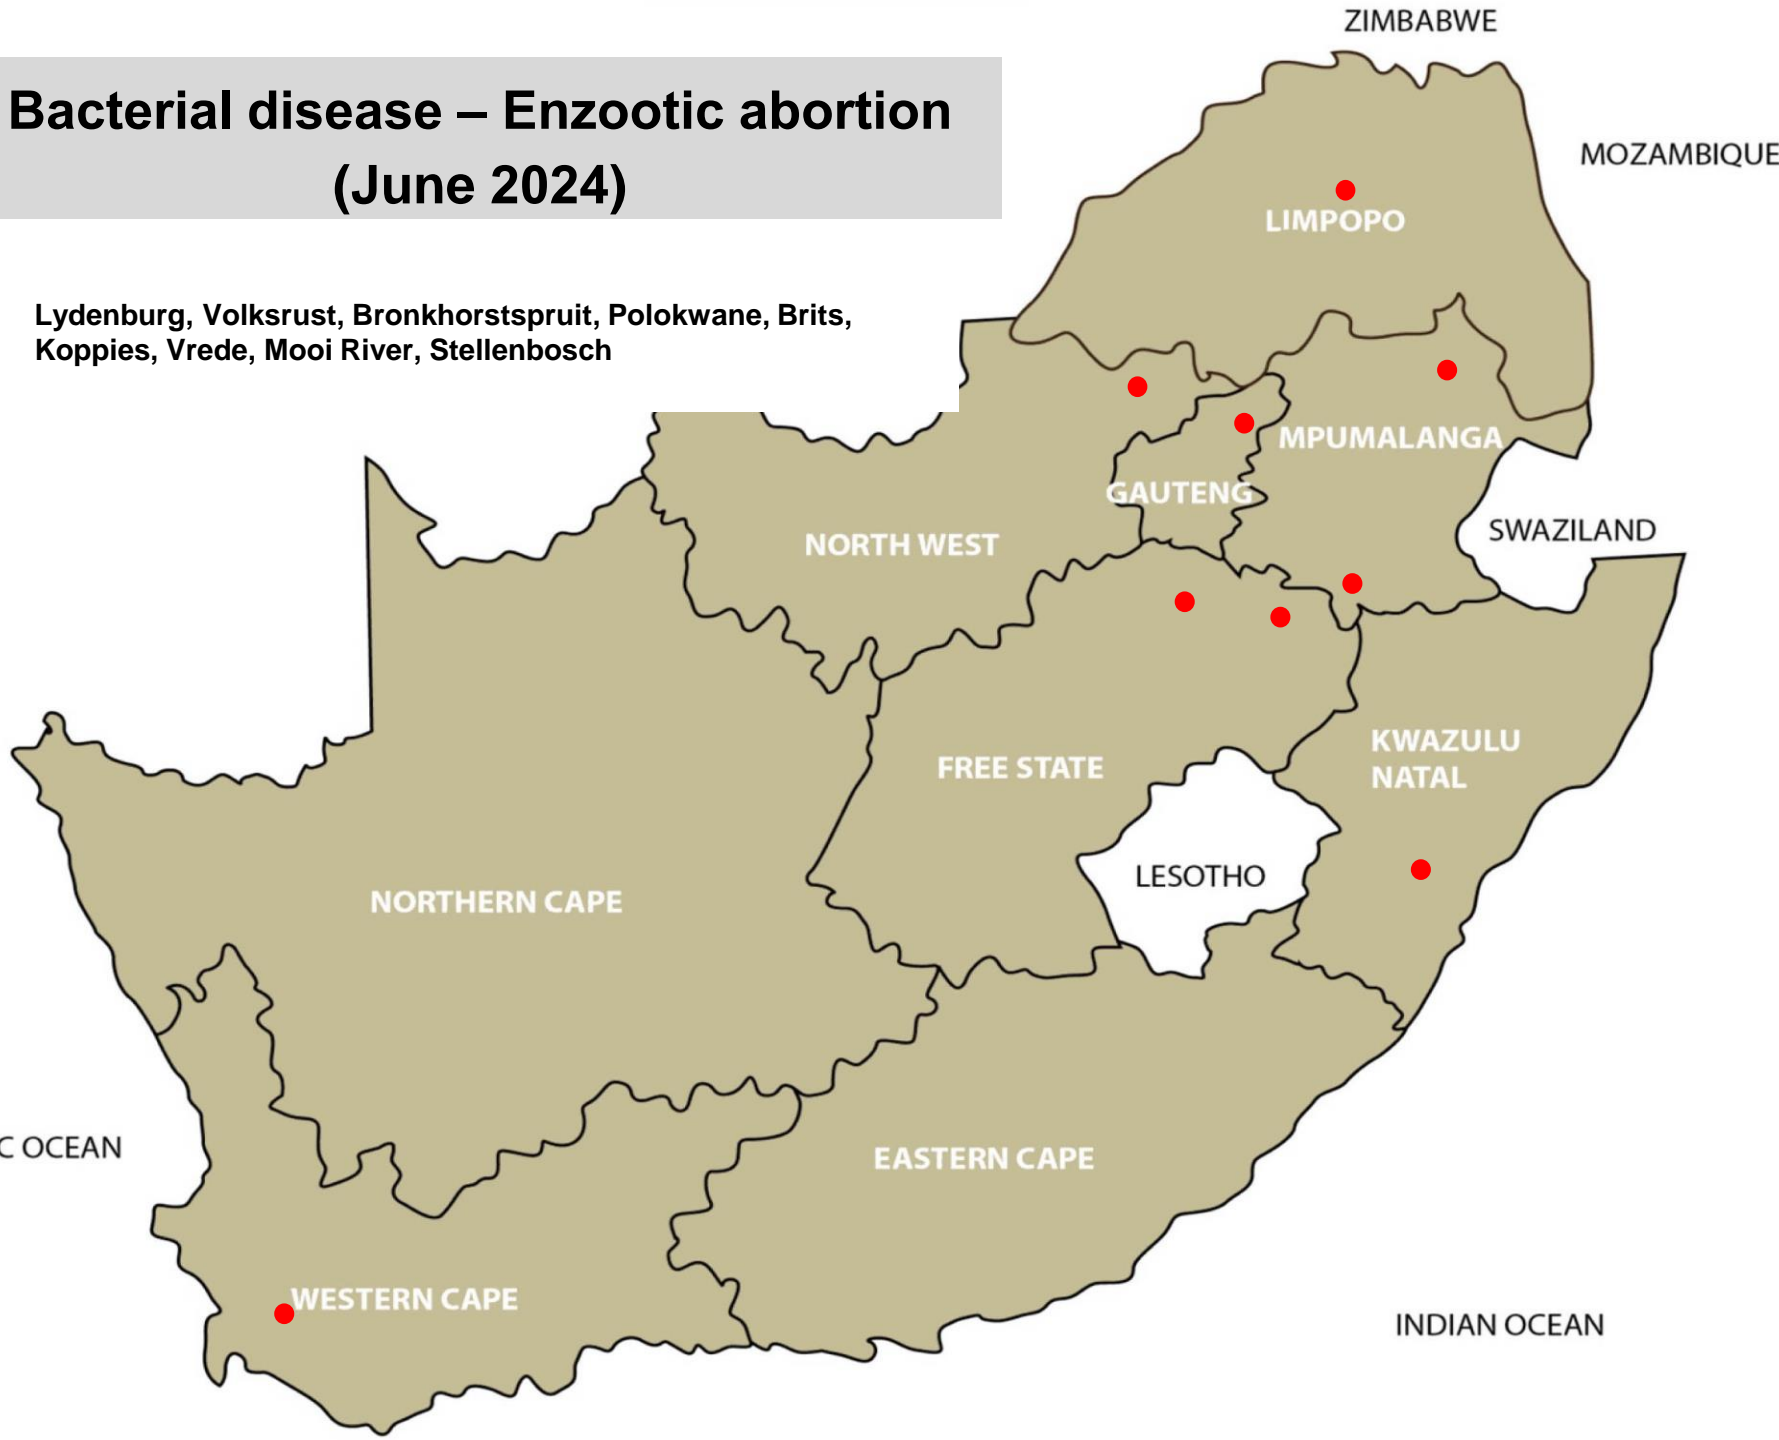 ZIMBABWE
Bacterial disease – Enzootic abortion
(June 2024)
MOZAMBIQUE
LIMPOPO
Lydenburg, Volksrust, Bronkhorstspruit, Polokwane, Brits,
Koppies, Vrede, Mooi River, Stellenbosch
MPUMALANGA
GAUTENG
NORTH WEST
SWAZILAND
KWAZULU
NATAL
FREE STATE
LESOTHO
NORTHERN CAPE
C OCEAN
EASTERN CAPE
WESTERN CAPE
INDIAN OCEAN